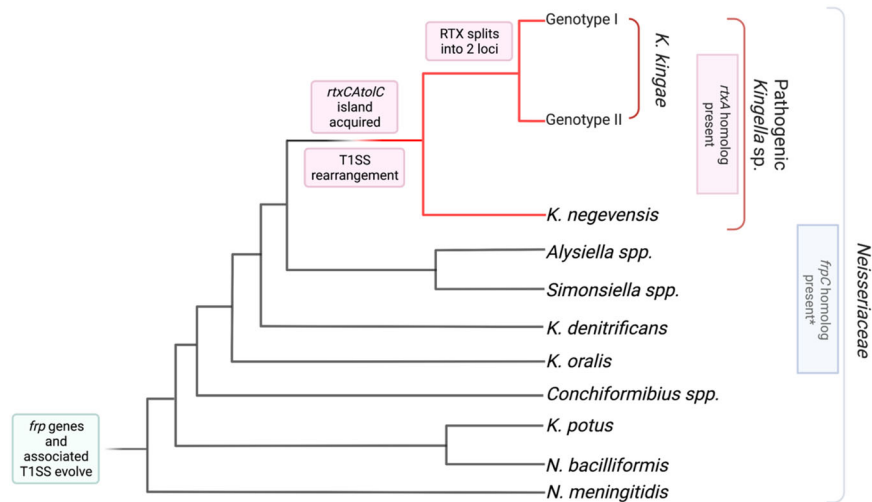 RTX splits
into 2 loci
Genotype I
Genotype II
K. kingae
rtxCAtolC
island
acquired
T1SS
rearrangement
rtxA homolog
present
Pathogenic
Kingella sp.
K. negevensis
Alysiella spp.
Simonsiella spp.
K. denitrificans
K. oralis
Conchiformibius spp.
K. potus
N. bacilliformis
N. meningitidis
frp genes
and
associated
T1SS evolve
frpC homolog
present*
Neisseriaceae